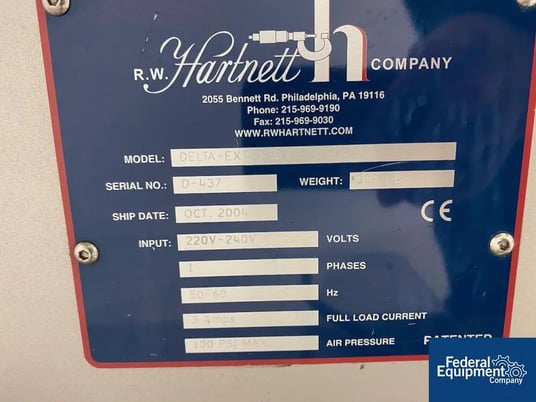 R.W. Hartnett h COMPANY
2055 Bennett Rd. Philadelphia, PA 19116
Phone: 215-969-9190
Fax: 215-969-9030
WWW.RWHARTNETT.COM
MODEL:
SERIAL NO.: D-437 WEIGHT:
SHIP DATE: OCT. 2004 CE
INPUT: 220V-240V VOLTS
1 PHASES
50-60 Hz
FULL LOAD CURRENT
100 PSI MAX AIR PRESSURE PATENTED
Federal
Equipment
Company